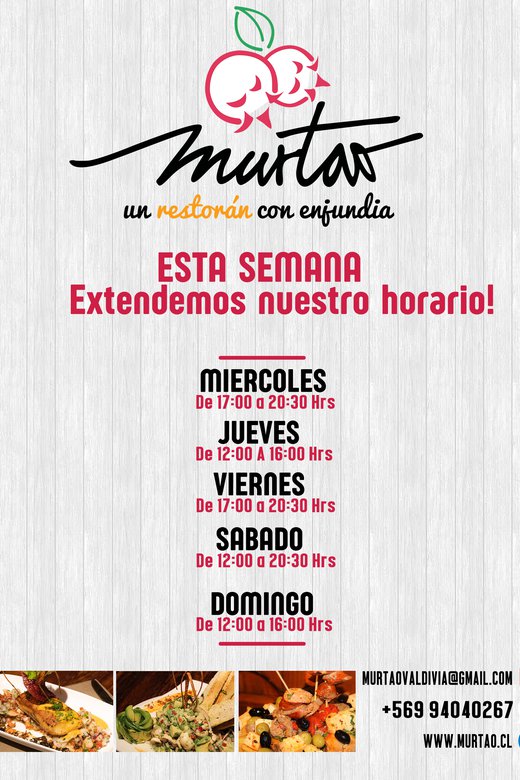 murtao
un restorán con enjundia
ESTA SEMANA
Extendemos nuestro horario!
MIERCOLES
De 17:00 a 20:30 Hrs
JUEVES
De 12:00 A 16:00 Hrs
VIERNES
De 17:00 a 20:30 Hrs
SABADO
De 12:00 a 20:30 Hrs
DOMINGO
De 12:00 a 16:00 Hrs
MURTAOVALDIVIA@GMAIL.COM
+569 94040267
WWW.MURTAO.CL